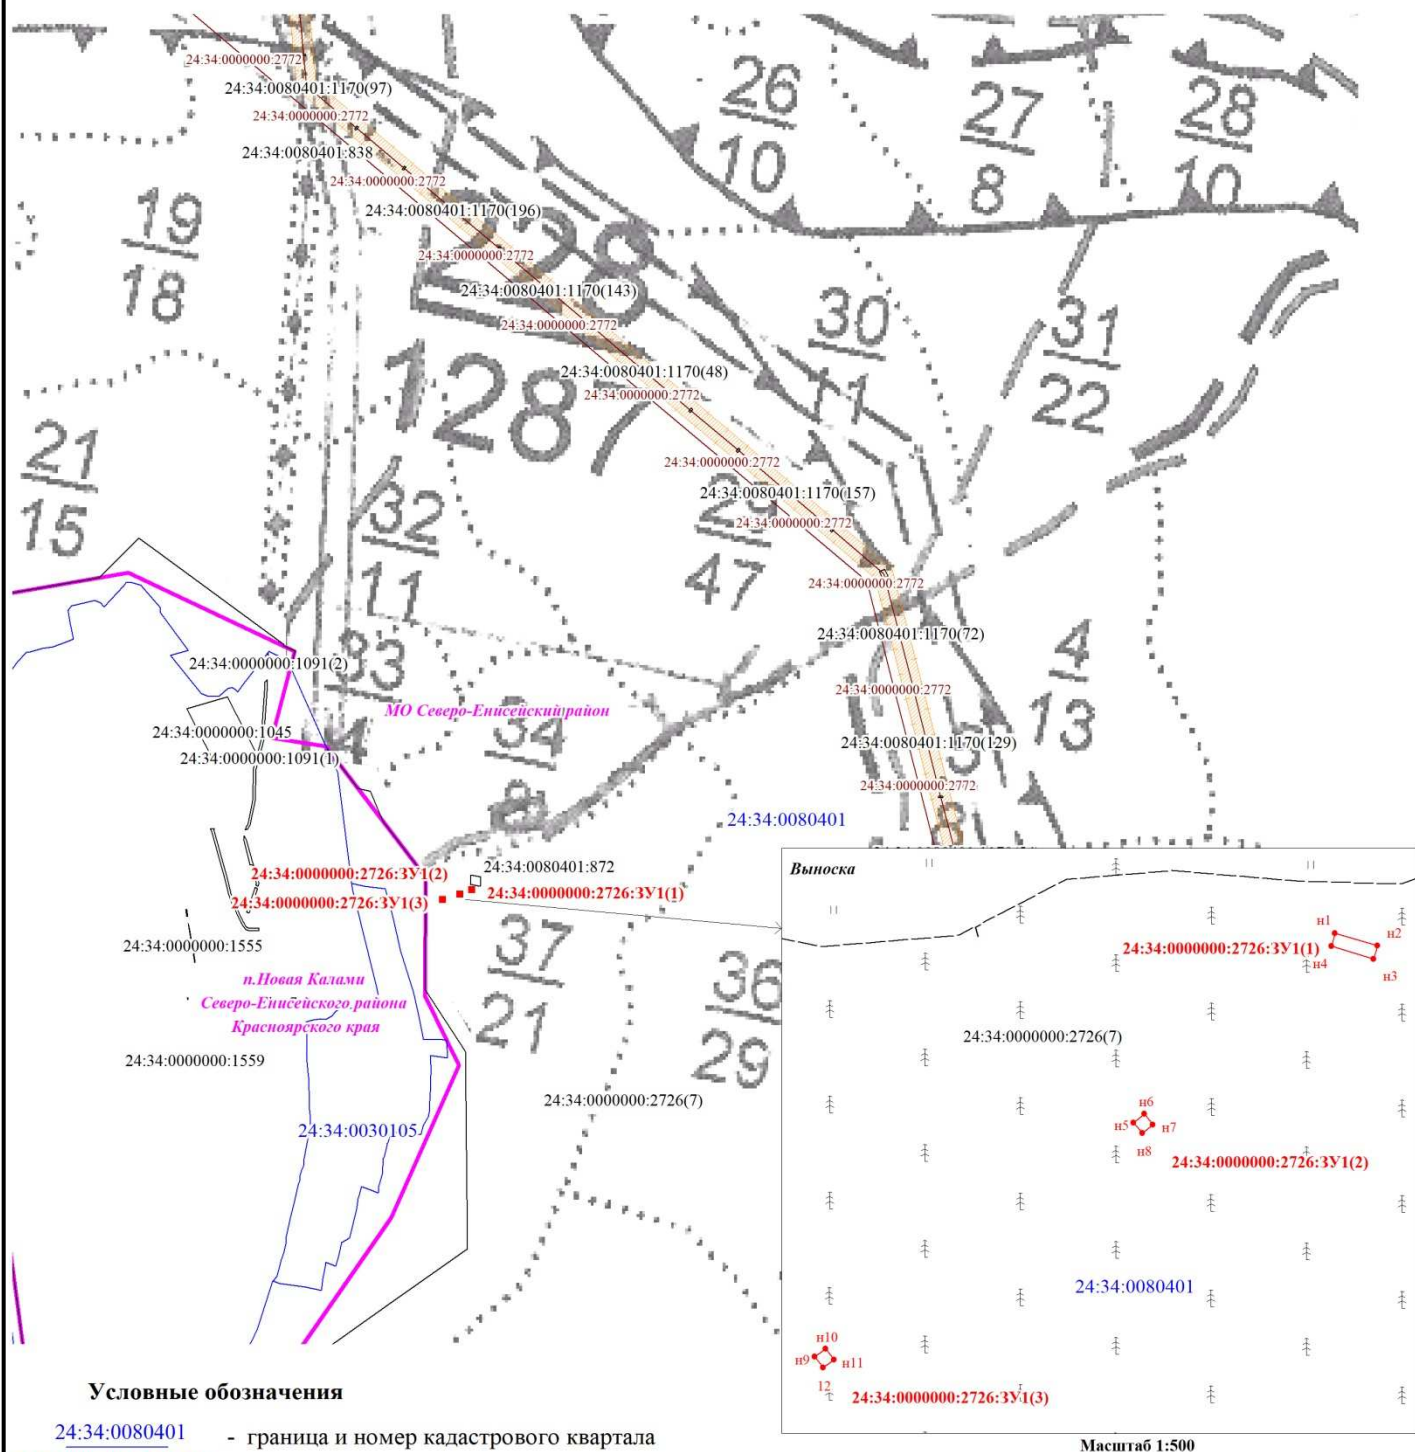 24:34:0000000:2772
24:34:0080401:1170(97)
24:34:0000000:2772
24:34:0080401:838
24:34:0000000:2772
24:34:0080401:1170(196)
24:34:0000000:2772
24:34:0080401:1170(143)
24:34:0000000:2772
24:34:0080401:1170(48)
24:34:0000000:2772
24:34:0000000:2772
24:34:0080401:1170(157)
24:34:0000000:2772
24:34:0000000:2772
24:34:0080401:1170(72)
24:34:0000000:2772
24:34:0080401:1170(129)
24:34:0000000:2772
26
10
27
8
28
10
19
18
30
11
31
22
1287
21
15
32
11
47
4
13
33
4
34
37
21
36
29
24:34:0000000:1091(2)
МО Северо-Енисейский район
24:34:0000000:1045
24:34:0000000:1091(1)
24:34:0080401
24:34:0080401:872
24:34:0000000:2726:ЗУ1(2)
24:34:0000000:2726:ЗУ1(1)
24:34:0000000:2726:ЗУ1(3)
24:34:0000000:1555
п.Новая Калами
Северо-Енисейского района
Красноярского края
24:34:0000000:1559
24:34:0000000:2726(7)
24:34:0030105
Выноска
н1
н2
24:34:0000000:2726:ЗУ1(1)
н4
н3
24:34:0000000:2726(7)
н6
н5
н7
н8
24:34:0000000:2726:ЗУ1(2)
24:34:0080401
н10
н9
н11
12
24:34:0000000:2726:ЗУ1(3)
Масштаб 1:500
Условные обозначения
24:34:0080401 - граница и номер кадастрового квартала